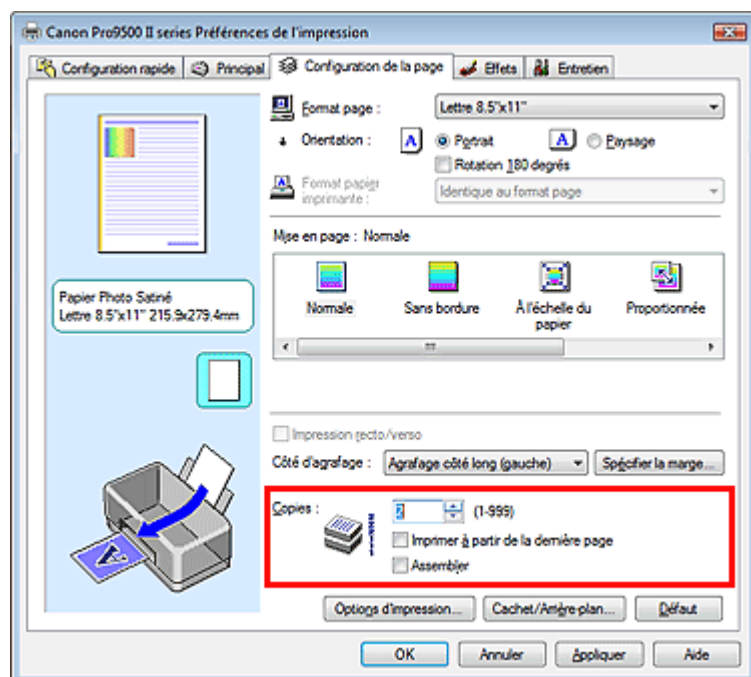 Canon Pro9500 II series Préférences de l'impression
Configuration rapide
Principal
Configuration de la page
Effets
Entretien
Format page :
Lettre 8.5"x11"
Orientation :
A
Portrait
A
Paysage
Rotation 180 degrés
Format papier
imprimante :
Identique au format page
Mise en page : Normale
Normale
Sans bordure
À l'échelle du
papier
Proportionnée
Papier Photo Satiné
Lettre 8.5"x11" 215.9x279.4mm
Impression recto/verso
Côté d'agrafage :
Agrafage côté long (gauche)
Spécifier la marge...
Copies :
2
(1-999)
Imprimer à partir de la dernière page
Assembler
Options d'impression...
Cachet/Arrière-plan...
Défaut
OK
Annuler
Appliquer
Aide